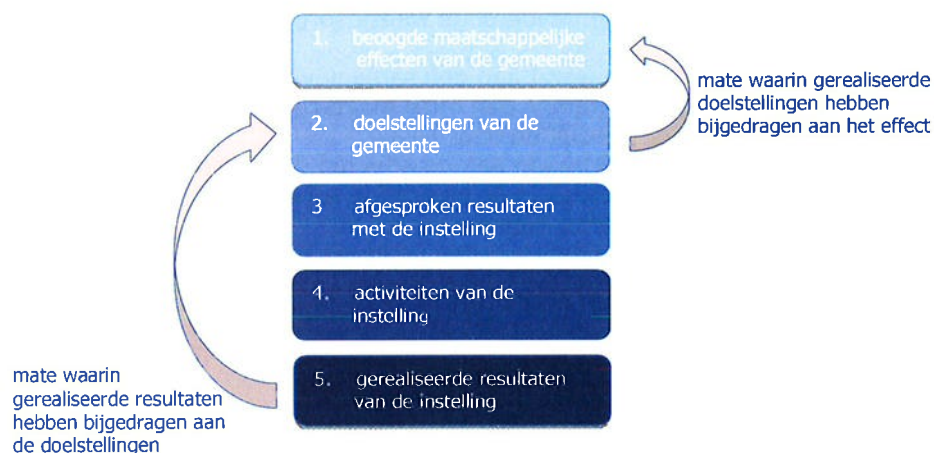 1. beoogde maatschappelijke
effecten van de gemeente
mate waarin gerealiseerde
doelstellingen hebben
bijgedragen aan het effect
2. doelstellingen van de
gemeente
3 afgesproken resultaten
met de instelling
4. activiteiten van de
instelling
5. gerealiseerde resultaten
van de instelling
mate waarin
gerealiseerde resultaten
hebben bijgedragen aan
de doelstellingen